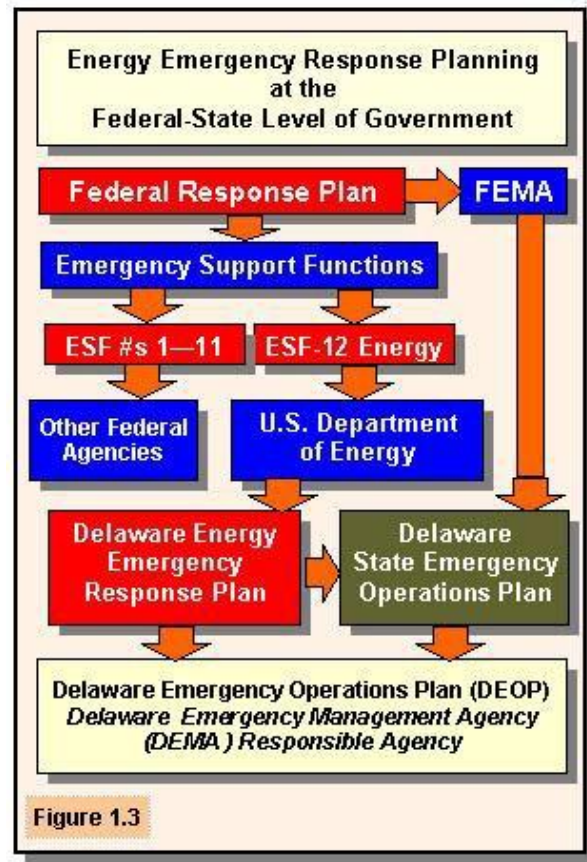 Energy Emergency Response Planning
at the
Federal-State Level of Government
Federal Response Plan
FEMA
Emergency Support Functions
ESF #s 1—11
ESF-12 Energy
Other Federal
Agencies
U.S. Department
of Energy
Delaware Energy
Emergency
Response Plan
Delaware
State Emergency
Operations Plan
Delaware Emergency Operations Plan (DEOP)
Delaware Emergency Management Agency
(DEMA) Responsible Agency
Figure 1.3